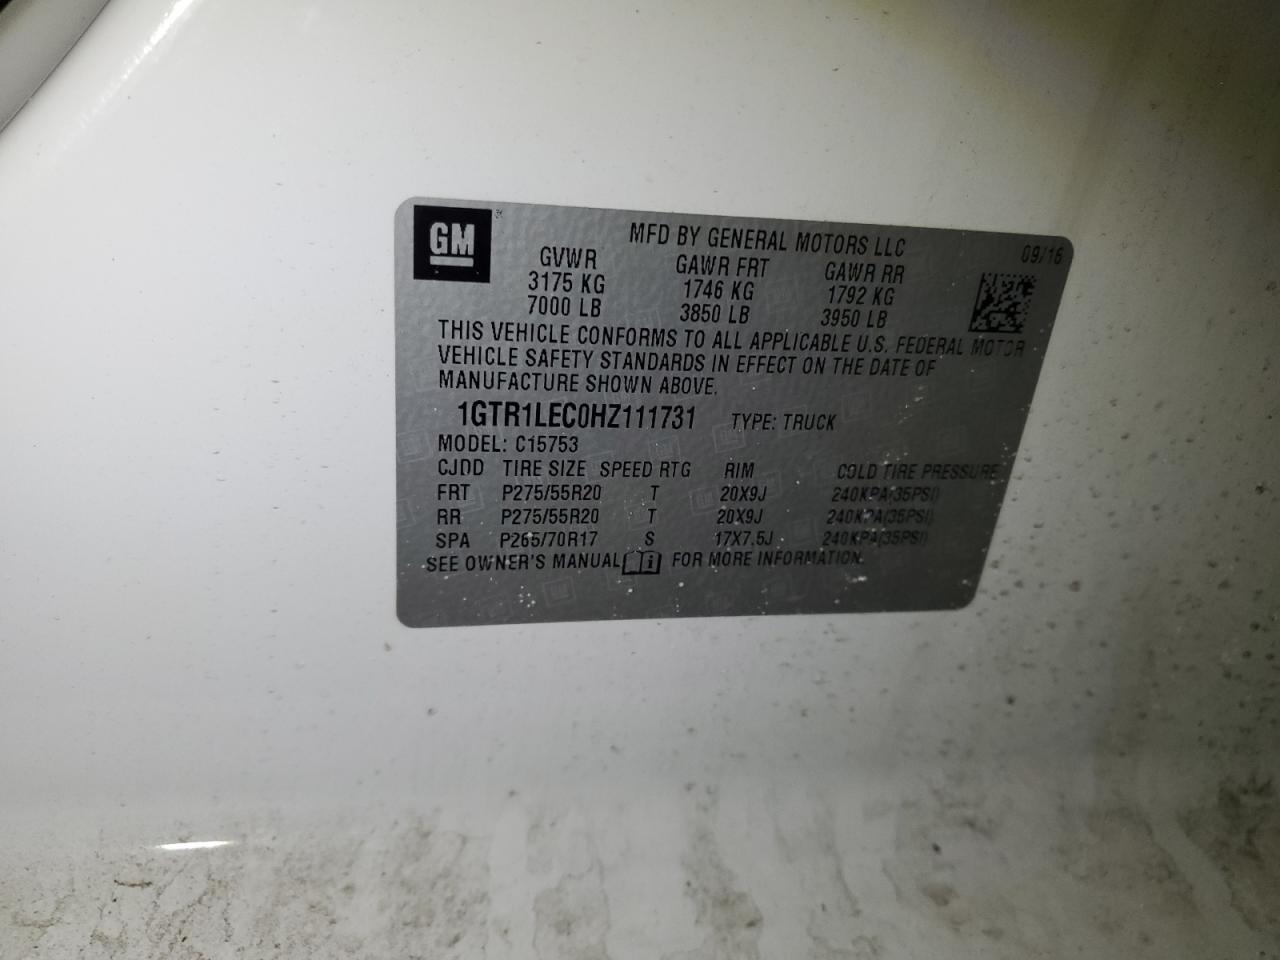 GM
MFD BY GENERAL MOTORS LLC 09/16
GVWR GAWR FRT GAWR RR
3175 KG 1746 KG 1792 KG
7000 LB 3850 LB 3950 LB
THIS VEHICLE CONFORMS TO ALL APPLICABLE U.S. FEDERAL MOTOR
VEHICLE SAFETY STANDARDS IN EFFECT ON THE DATE OF
MANUFACTURE SHOWN ABOVE.
1GTR1LEC0HZ111731 TYPE: TRUCK
MODEL: C15753
CJDD TIRE SIZE SPEED RTG RIM COLD TIRE PRESSURE
FRT P275/55R20 T 20X9J 240KPA(35PSI)
RR P275/55R20 T 20X9J 240KPA(35PSI)
SPA P265/70R17 S 17X7.5J 240KPA(35PSI)
SEE OWNER'S MANUAL i FOR MORE INFORMATION.